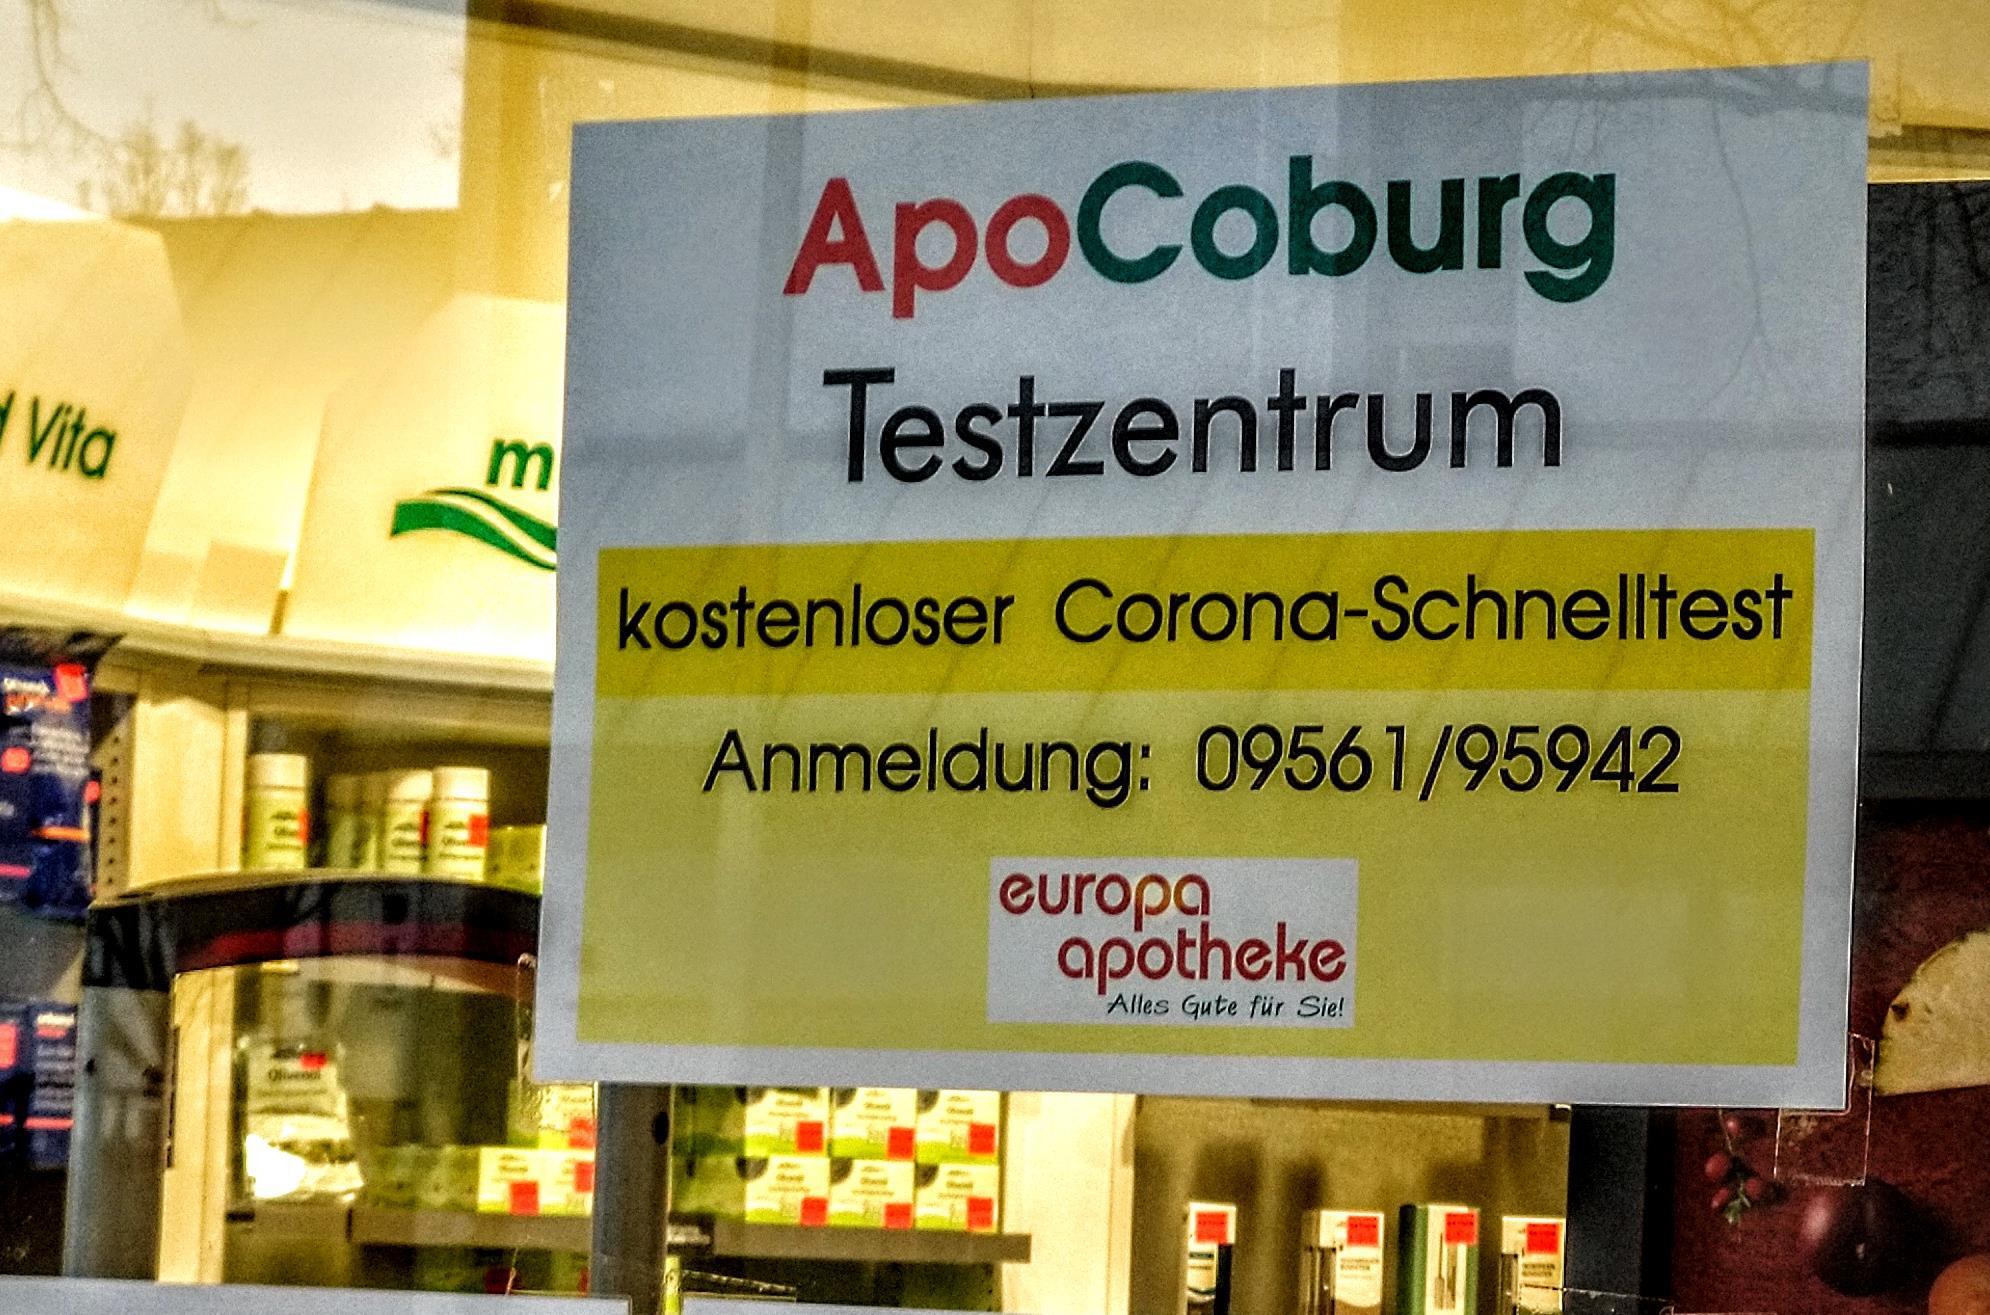 ApoCoburg
Testzentrum
kostenloser Corona-Schnelltest
Anmeldung: 09561/95942
europa
apotheke
Alles Gute für Sie!
Vita
m